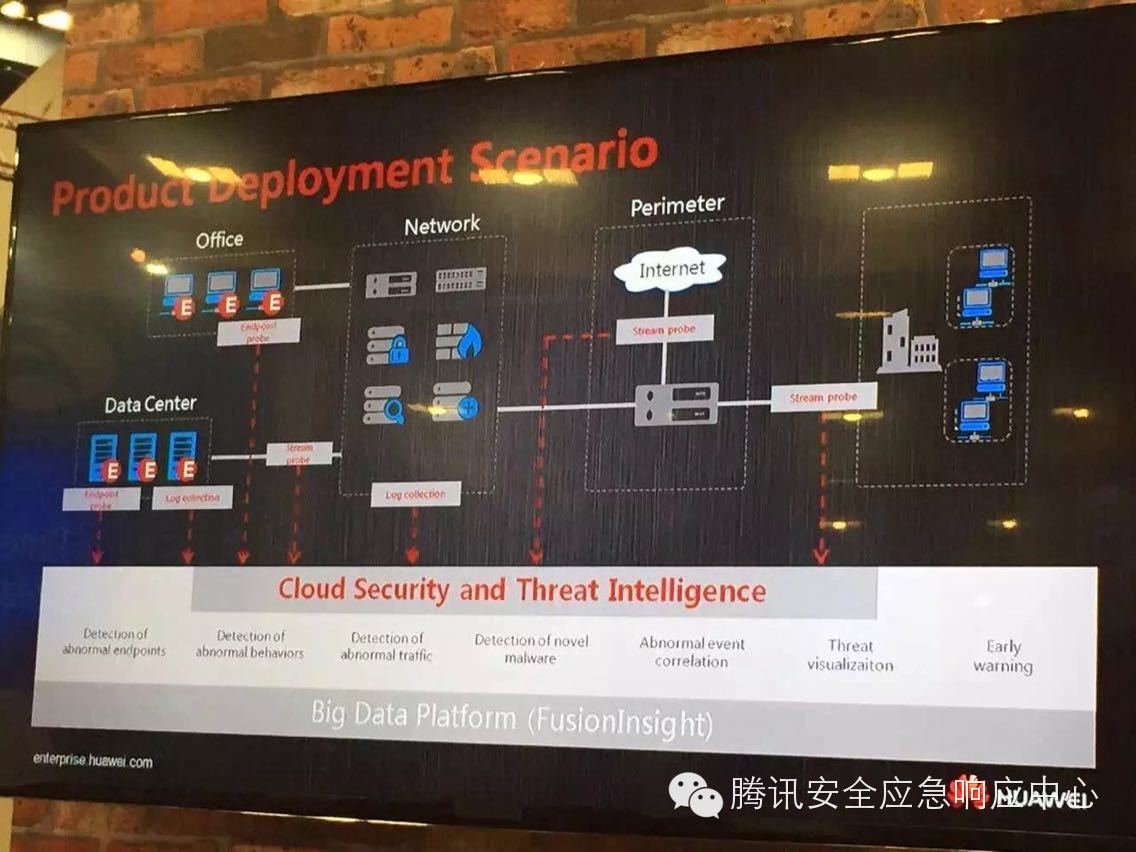 Product Deployment Scenario
Office
Network
Perimeter
Internet
E
E
E
Endpoint
probe
Stream probe
Data Center
Stream probe
E
E
E
Stream
probe
Endpoint
probe
Log collection
Log collection
Cloud Security and Threat Intelligence
Detection of
abnormal endpoints
Detection of
abnormal behaviors
Detection of
abnormal traffic
Detection of novel
malware
Abnormal event
correlation
Threat
visualizaiton
Early
warning
Big Data Platform (FusionInsight)
enterprise.huawei.com
HUAWEI
腾讯安全应急响应中心